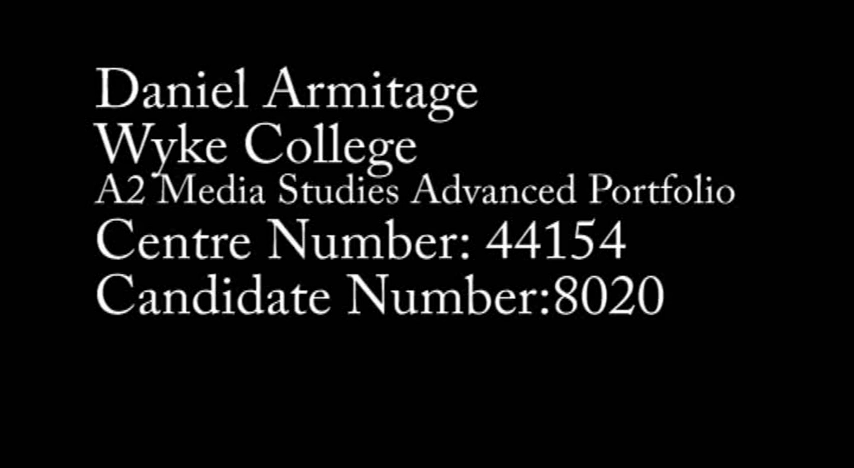 Daniel Armitage
Wyke College
A2 Media Studies Advanced Portfolio
Centre Number: 44154
Candidate Number:8020